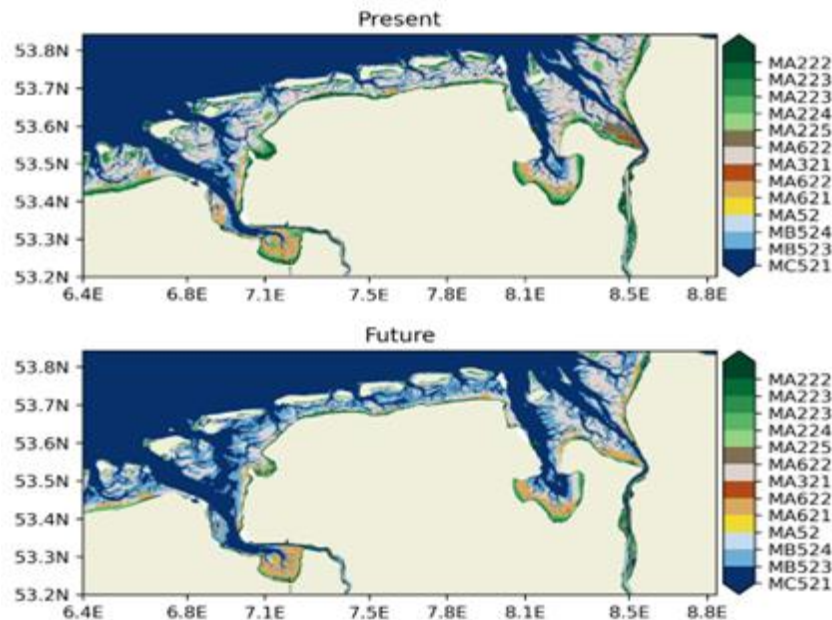 Present
53.8N
53.7N
53.6N
53.5N
53.4N
53.3N
53.2N
6.4E 6.8E 7.1E 7.5E 7.8E 8.1E 8.5E 8.8E
MA222
MA223
MA223
MA224
MA225
MA622
MA321
MA622
MA621
MA52
MB524
MB523
MC521
Future
53.8N
53.7N
53.6N
53.5N
53.4N
53.3N
53.2N
6.4E 6.8E 7.1E 7.5E 7.8E 8.1E 8.5E 8.8E
MA222
MA223
MA223
MA224
MA225
MA622
MA321
MA622
MA621
MA52
MB524
MB523
MC521